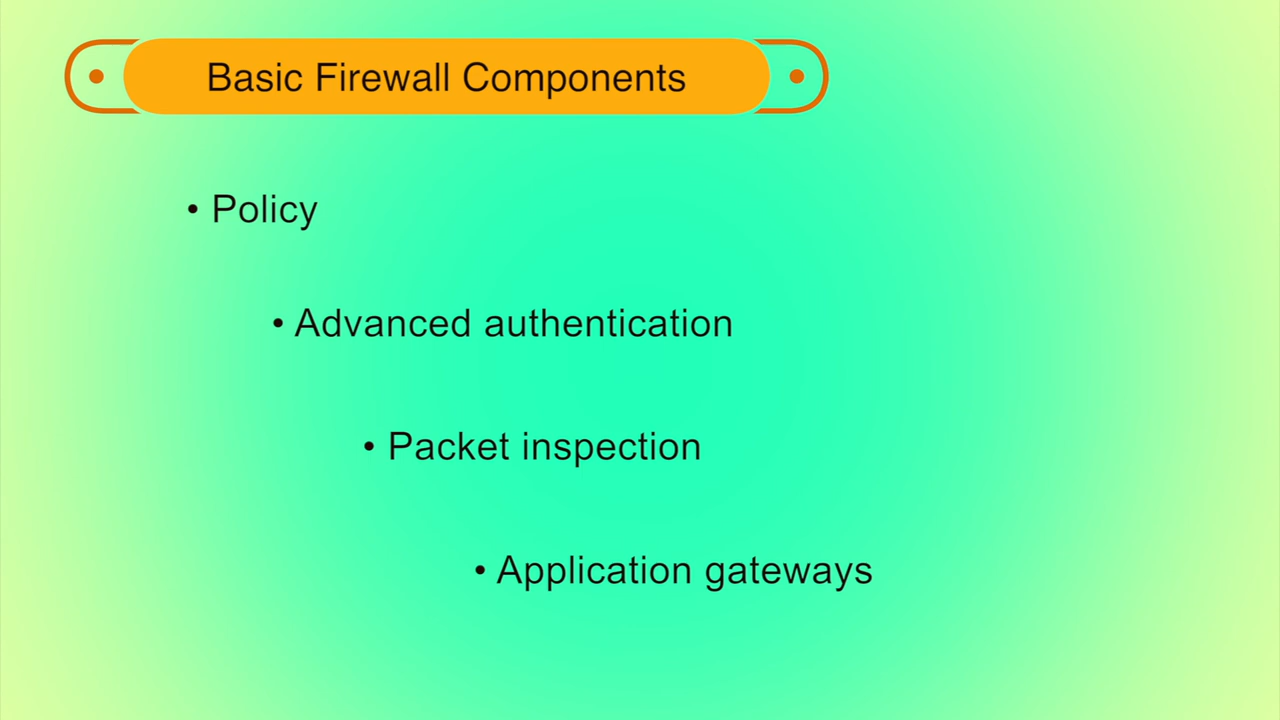 Basic Firewall Components
• Policy
• Advanced authentication
• Packet inspection
• Application gateways